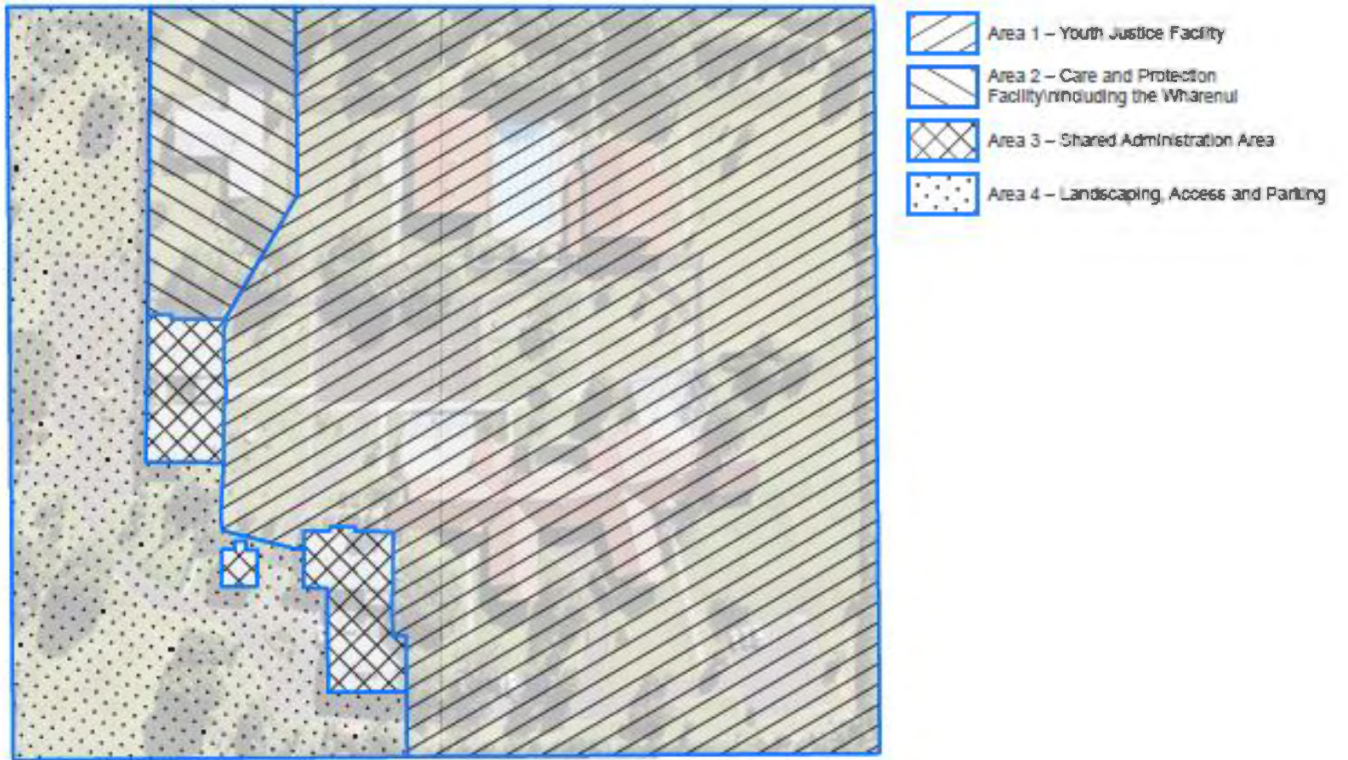 Area 1 – Youth Justice Facility
Area 2 – Care and Protection
Facility\nincluding the Wharenui
Area 3 – Shared Administration Area
Area 4 – Landscaping, Access and Parking